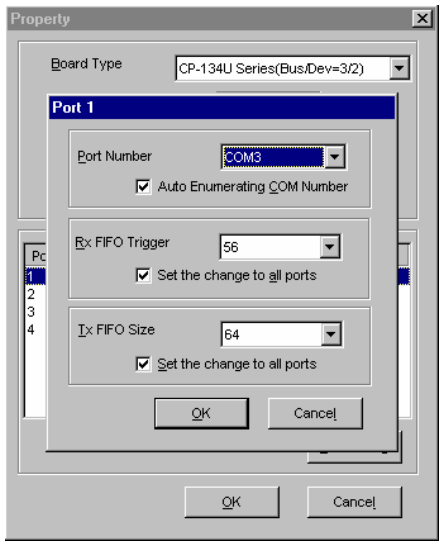 Property
Board Type CP-134U Series(Bus/Dev=3/2)
Port 1
Port Number COM3
Auto Enumerating COM Number
Rx FIFO Trigger 56
Set the change to all ports
Po
1
2
3
4
Tx FIFO Size 64
Set the change to all ports
OK Cancel
OK Cancel